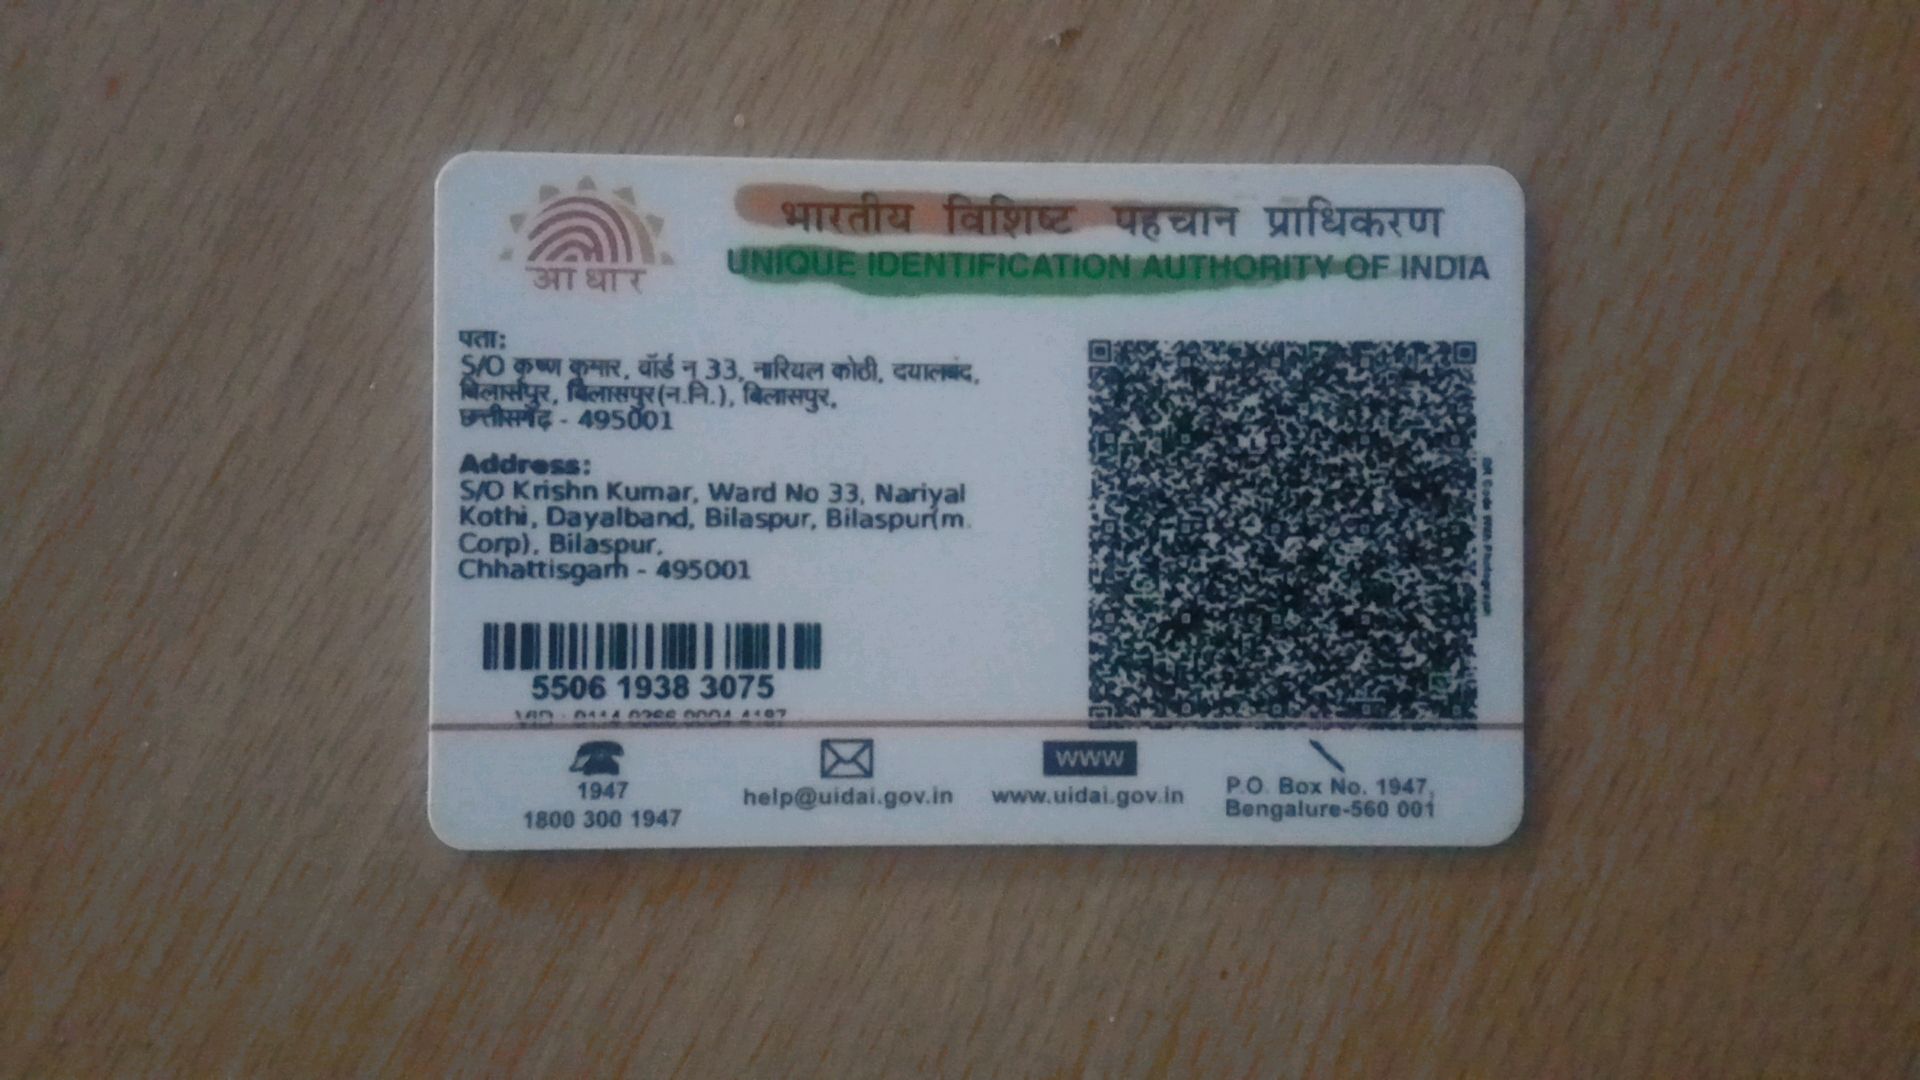 आधार
भारतीय विशिष्ट पहचान प्राधिकरण
UNIQUE IDENTIFICATION AUTHORITY OF INDIA
पता:
S/O कृष्ण कुमार, वॉर्ड न 33, नारियल कोठी, दयालबंद,
बिलासपुर, बिलासपुर(न.नि.), बिलासपुर,
छत्तीसगढ़ - 495001
Address:
S/O Krishn Kumar, Ward No 33, Nariyal
Kothi, Dayalband, Bilaspur, Bilaspur(m.
Corp), Bilaspur,
Chhattisgarh - 495001
5506 1938 3075
VID :
1947
1800 300 1947
help@uidai.gov.in
WWW
www.uidai.gov.in
P.O. Box No. 1947,
Bengalure-560 001